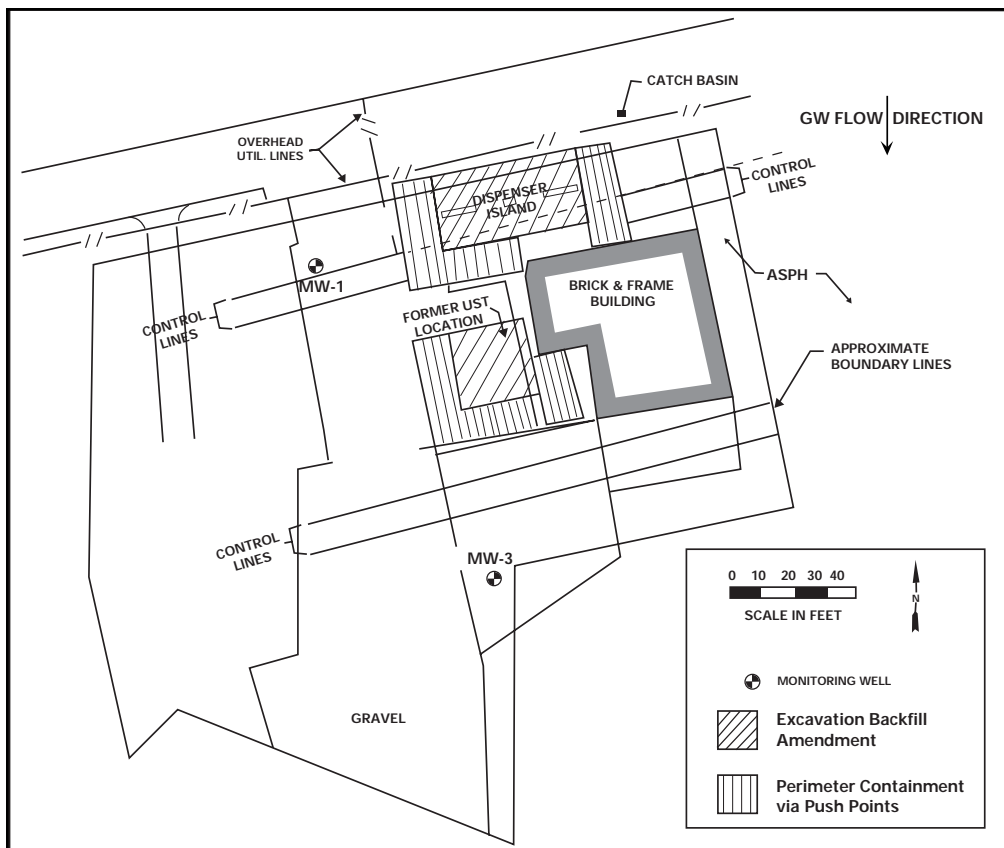 CATCH BASIN
GW FLOW DIRECTION
OVERHEAD
UTIL. LINES
CONTROL
LINES
DISPENSER
ISLAND
MW-1
ASPH
BRICK & FRAME
BUILDING
CONTROL
LINES
FORMER UST
LOCATION
APPROXIMATE
BOUNDARY LINES
CONTROL
LINES
MW-3
0 10 20 30 40
SCALE IN FEET
N
MONITORING WELL
GRAVEL
Excavation Backfill
Amendment
Perimeter Containment
via Push Points